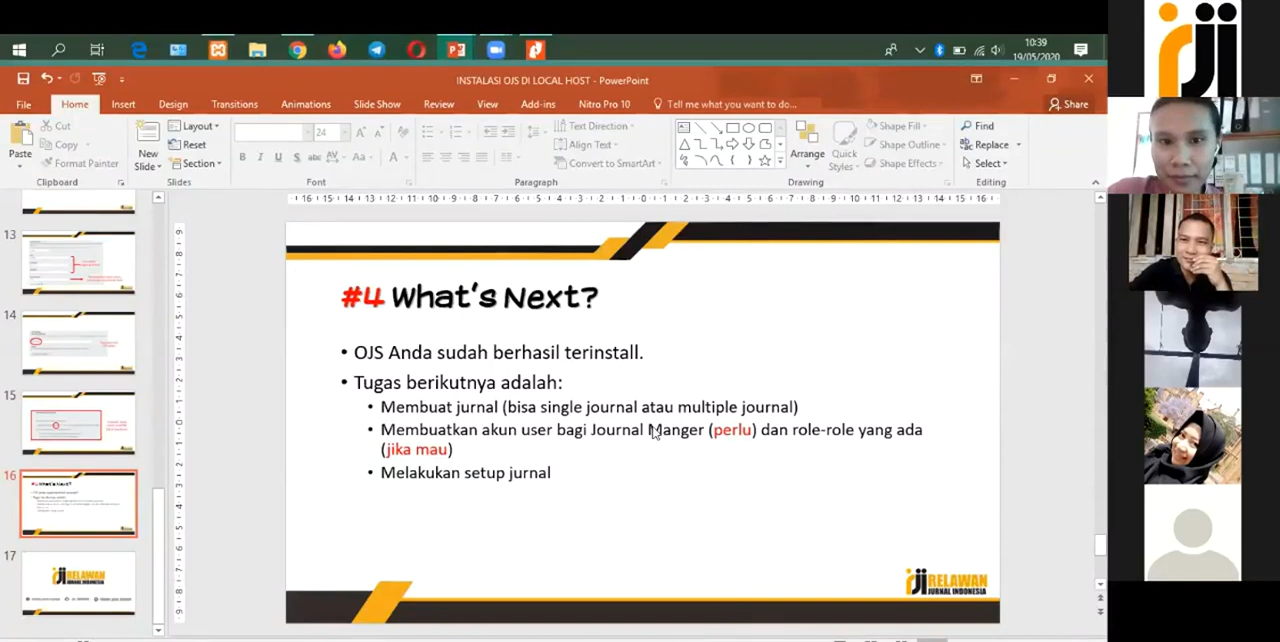 10:39
19/05/2020
INSTALASI OJS DI LOCAL HOST - PowerPoint
File Home Insert Design Transitions Animations Slide Show Review View Add-ins Nitro Pro 10 Tell me what you want to do... Share
Paste
Cut
Copy
Format Painter
Clipboard
New
Slide
Layout
Reset
Section
Slides
24
Font
Text Direction
Align Text
Convert to SmartArt
Paragraph
Arrange
Quick
Styles
Shape Fill
Shape Outline
Shape Effects
Drawing
Find
Replace
Select
Editing
13
14
15
16
17
#4 What's Next?
• OJS Anda sudah berhasil terinstall.
• Tugas berikutnya adalah:
• Membuat jurnal (bisa single journal atau multiple journal)
• Membuatkan akun user bagi Journal Manger (perlu) dan role-role yang ada
(jika mau)
• Melakukan setup jurnal
RELAWAN
JURNAL INDONESIA